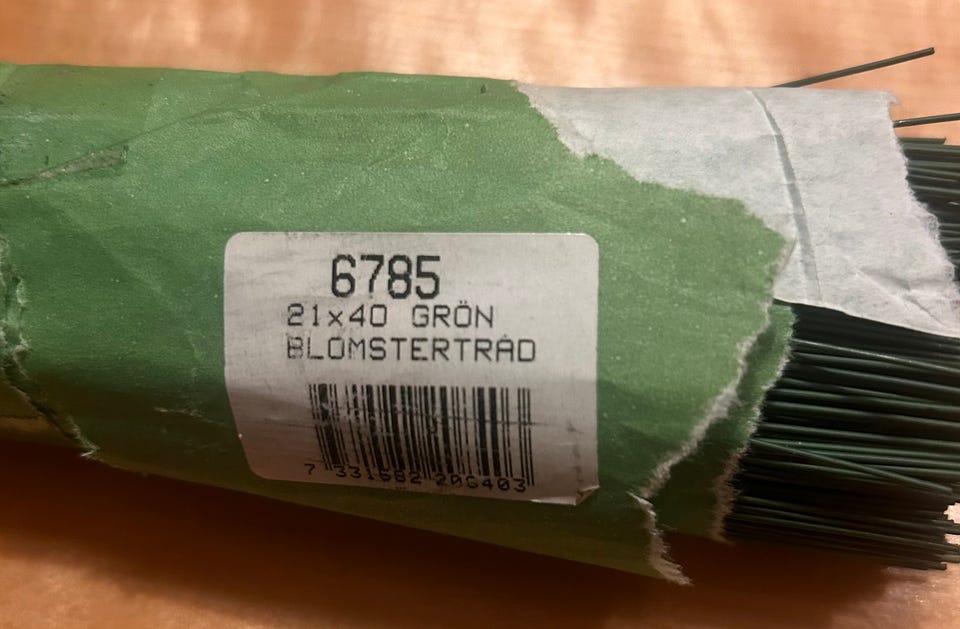 6785
21x40 GRÖN
BLOMSTERTRÅD
7 331682 206403